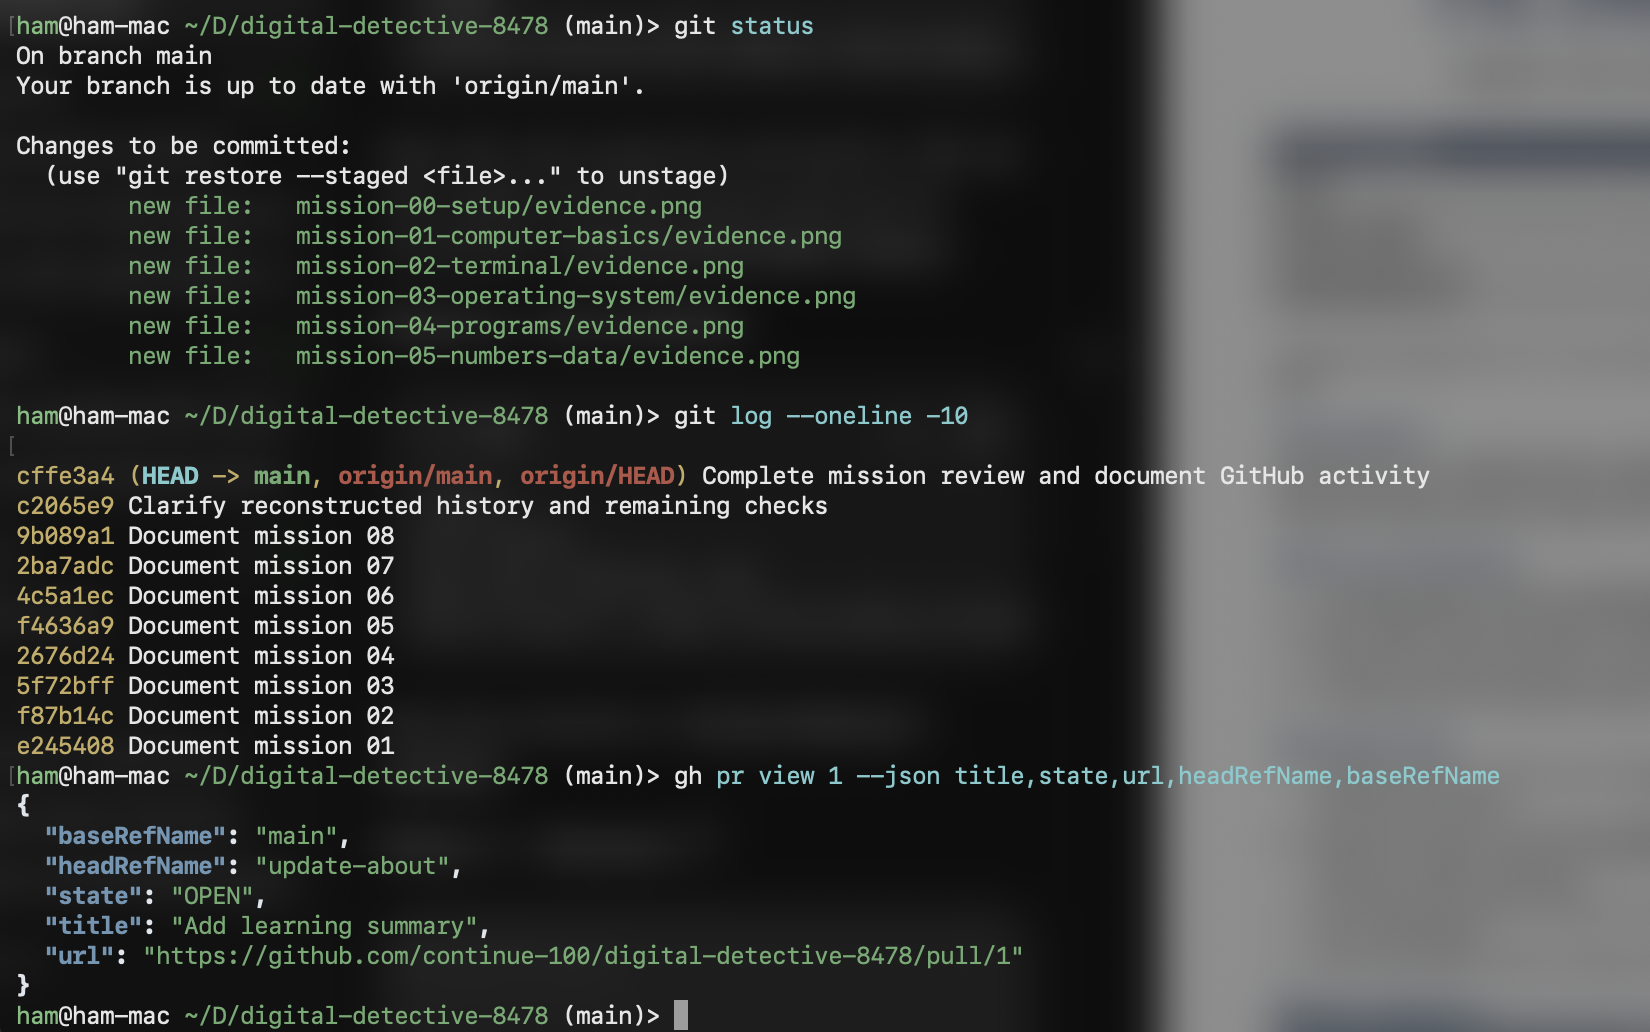 ham@ham-mac ~/D/digital-detective-8478 (main)> git status
On branch main
Your branch is up to date with 'origin/main'.

Changes to be committed:
  (use "git restore --staged <file>..." to unstage)
        new file:   mission-00-setup/evidence.png
        new file:   mission-01-computer-basics/evidence.png
        new file:   mission-02-terminal/evidence.png
        new file:   mission-03-operating-system/evidence.png
        new file:   mission-04-programs/evidence.png
        new file:   mission-05-numbers-data/evidence.png

ham@ham-mac ~/D/digital-detective-8478 (main)> git log --oneline -10

cffe3a4 (HEAD -> main, origin/main, origin/HEAD) Complete mission review and document GitHub activity
c2065e9 Clarify reconstructed history and remaining checks
9b089a1 Document mission 08
2ba7adc Document mission 07
4c5a1ec Document mission 06
f4636a9 Document mission 05
2676d24 Document mission 04
5f72bff Document mission 03
f87b14c Document mission 02
e245408 Document mission 01
ham@ham-mac ~/D/digital-detective-8478 (main)> gh pr view 1 --json title,state,url,headRefName,baseRefName
{
  "baseRefName": "main",
  "headRefName": "update-about",
  "state": "OPEN",
  "title": "Add learning summary",
  "url": "https://github.com/continue-100/digital-detective-8478/pull/1"
}
ham@ham-mac ~/D/digital-detective-8478 (main)>